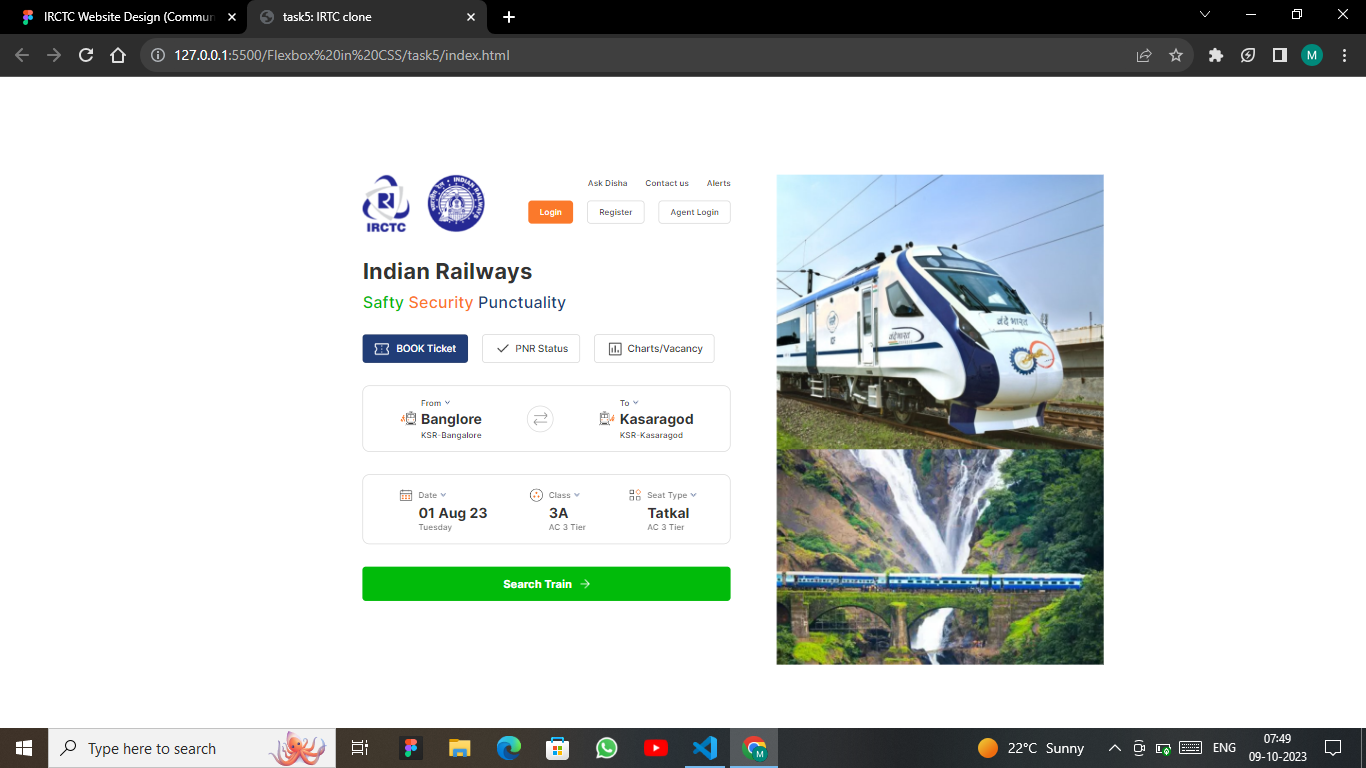 IRCTC Website Design (Commun
task5: IRTC clone
127.0.0.1:5500/Flexbox%20in%20CSS/task5/index.html
M
IRCTC
भारतीय रेल INDIAN RAILWAYS
Ask Disha Contact us Alerts
Login Register Agent Login
Indian Railways
Safty Security Punctuality
BOOK Ticket PNR Status Charts/Vacancy
From To
Banglore Kasaragod
KSR-Bangalore KSR-Kasaragod
Date Class Seat Type
01 Aug 23 3A Tatkal
Tuesday AC 3 Tier AC 3 Tier
Search Train
वंदे भारत
Type here to search
22°C Sunny
ENG
07:49
09-10-2023